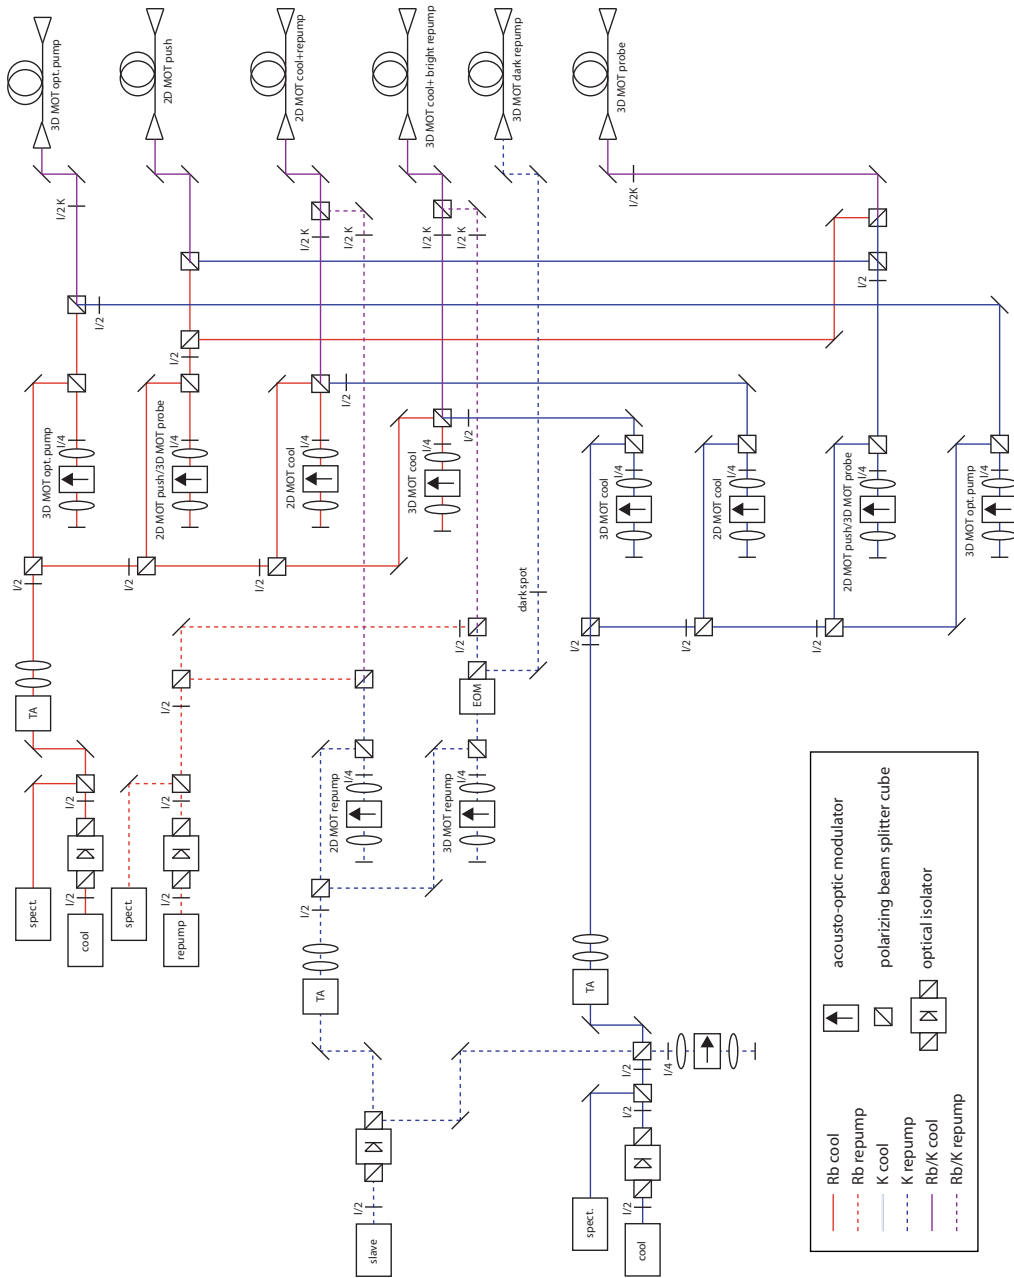 3D MOT opt. pump
2D MOT push
2D MOT cool+repump
3D MOT cool+ bright repump
3D MOT dark repump
3D MOT probe
l/2 K
l/2 K
l/2 K
l/2 K
l/2 K
l/2K
l/2
l/2
l/2
l/2
l/2
3D MOT opt. pump
l/4
2D MOT push/3D MOT probe
l/4
2D MOT cool
l/4
3D MOT cool
l/4
3D MOT cool
l/4
2D MOT cool
l/4
2D MOT push/3D MOT probe
l/4
3D MOT opt. pump
l/4
l/2
l/2
l/2
dark spot
l/2
l/2
l/2
l/2
l/2
EOM
TA
l/2
l/2
2D MOT repump
l/4
3D MOT repump
l/4
l/2
l/2
l/2
spect.
cool
spect.
repump
TA
TA
l/2
l/4
l/2
l/2
l/2
slave
spect.
cool
Rb cool
Rb repump
K cool
K repump
Rb/K cool
Rb/K repump
acousto-optic modulator
polarizing beam splitter cube
optical isolator